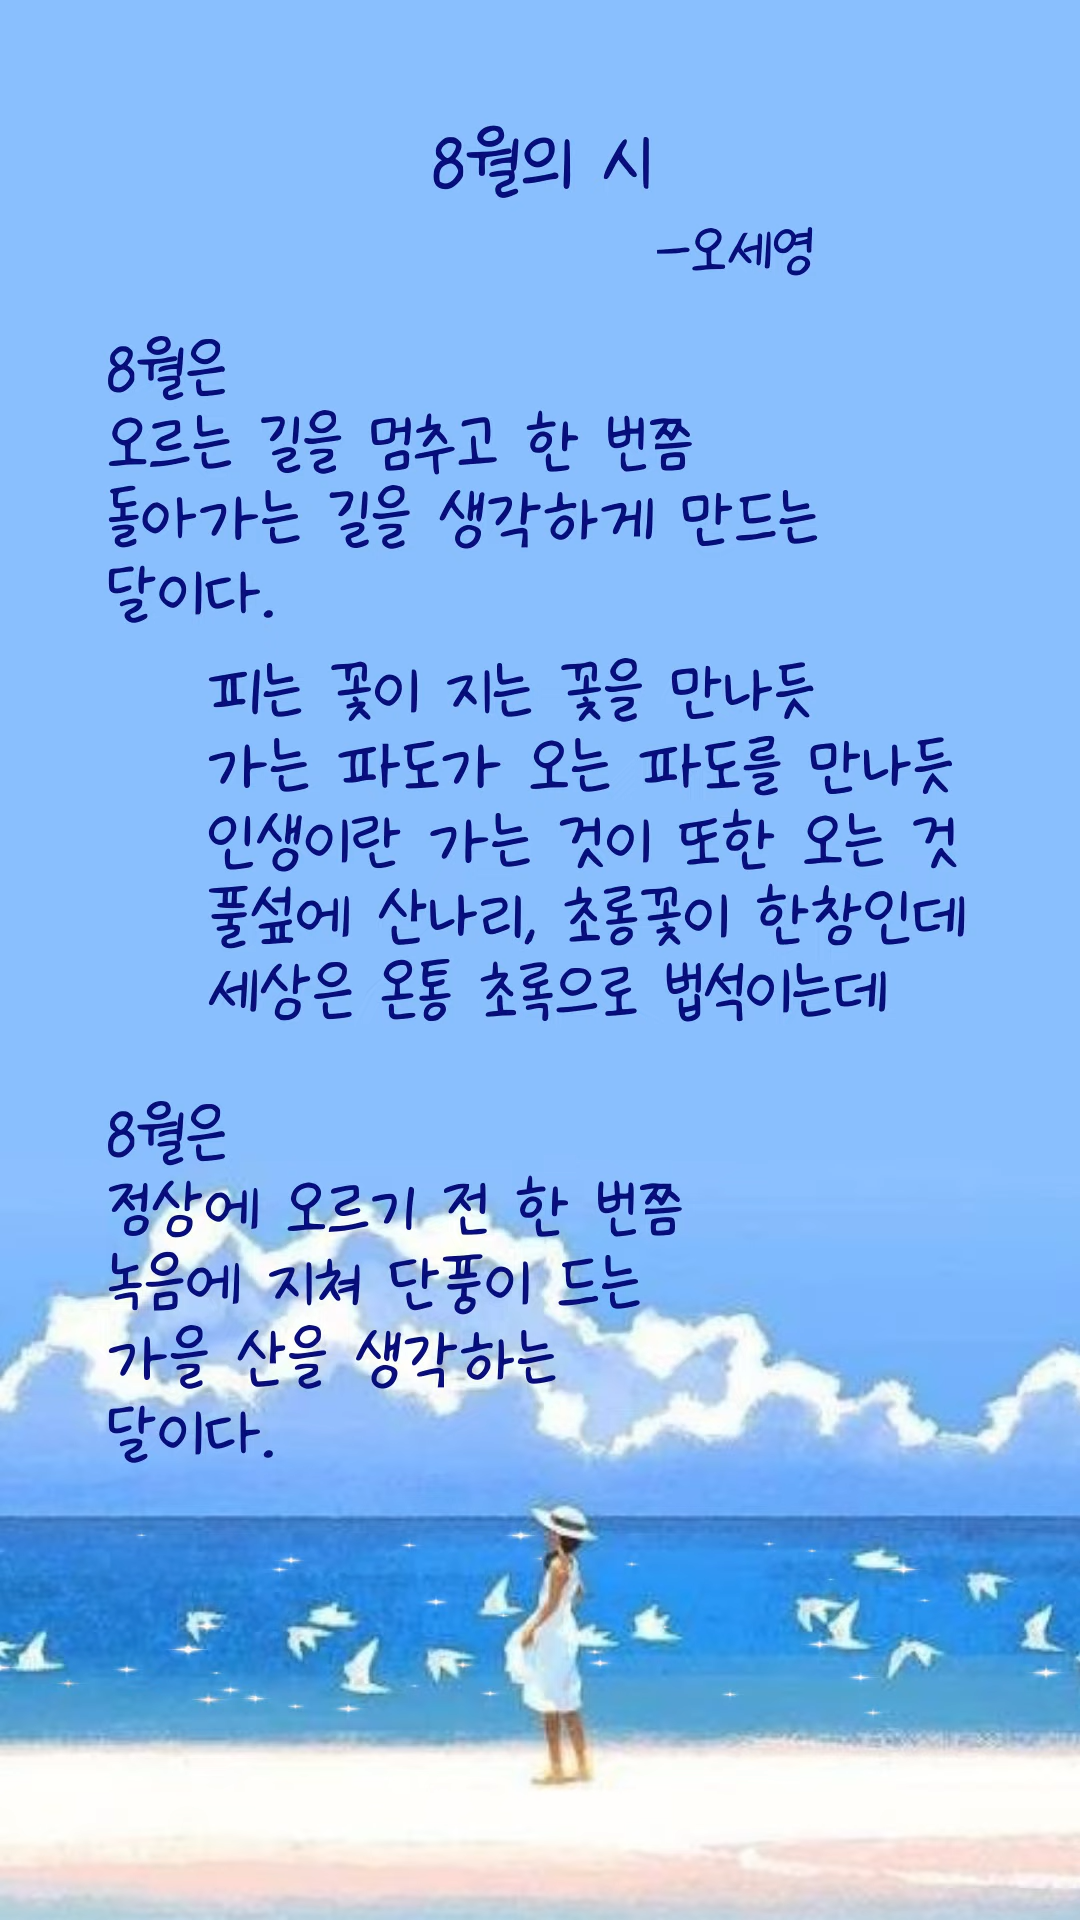 8월의 시
-오세영
8월은
오르는 길을 멈추고 한 번쯤
돌아가는 길을 생각하게 만드는
달이다.
피는 꽃이 지는 꽃을 만나듯
가는 파도가 오는 파도를 만나듯
인생이란 가는 것이 또한 오는 것
풀섶에 산나리, 초롱꽃이 한창인데
세상은 온통 초록으로 법석이는데
8월은
정상에 오르기 전 한 번쯤
녹음에 지쳐 단풍이 드는
가을 산을 생각하는
달이다.